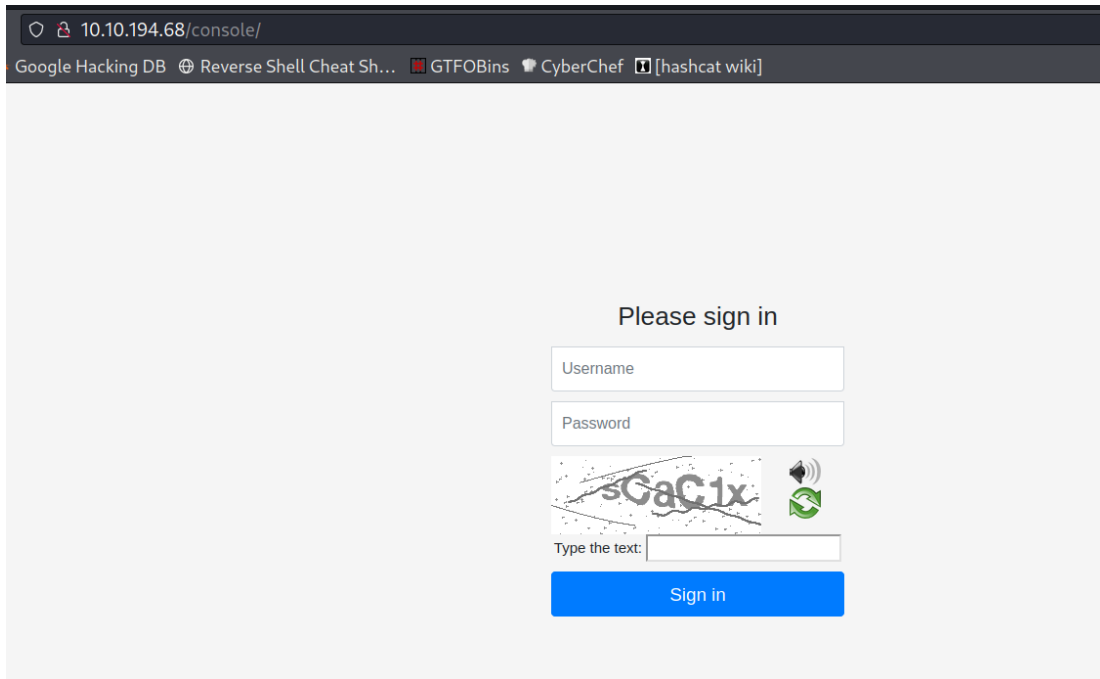 10.10.194.68/console/
Google Hacking DB Reverse Shell Cheat Sh... GTFOBins CyberChef [hashcat wiki]
Please sign in
Username
Password
sCaC1x
Type the text:
Sign in